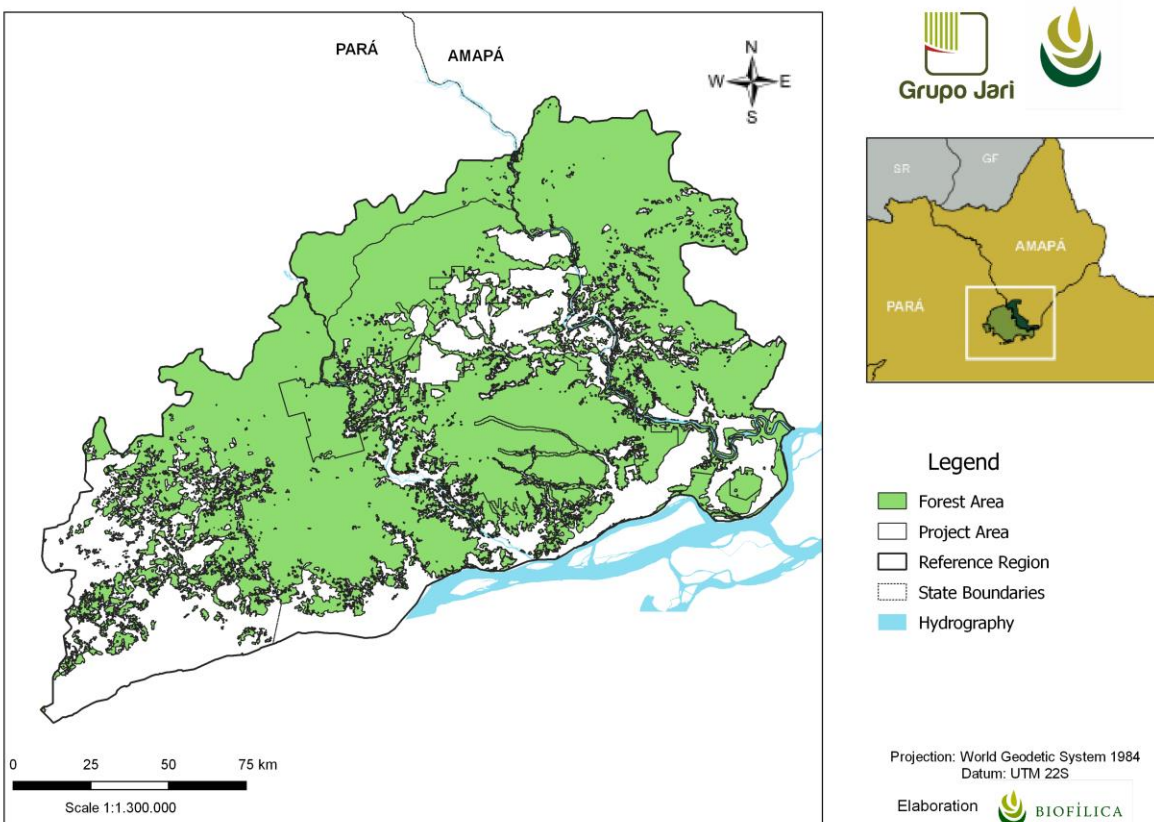 PARÁ
AMAPÁ
N
W E
S
0 25 50 75 km
Scale 1:1.300.000
Grupo Jari
SR
GF
AMAPÁ
PARÁ
Legend
Forest Area
Project Area
Reference Region
State Boundaries
Hydrography
Projection: World Geodetic System 1984
Datum: UTM 22S
Elaboration
BIOFÍLICA